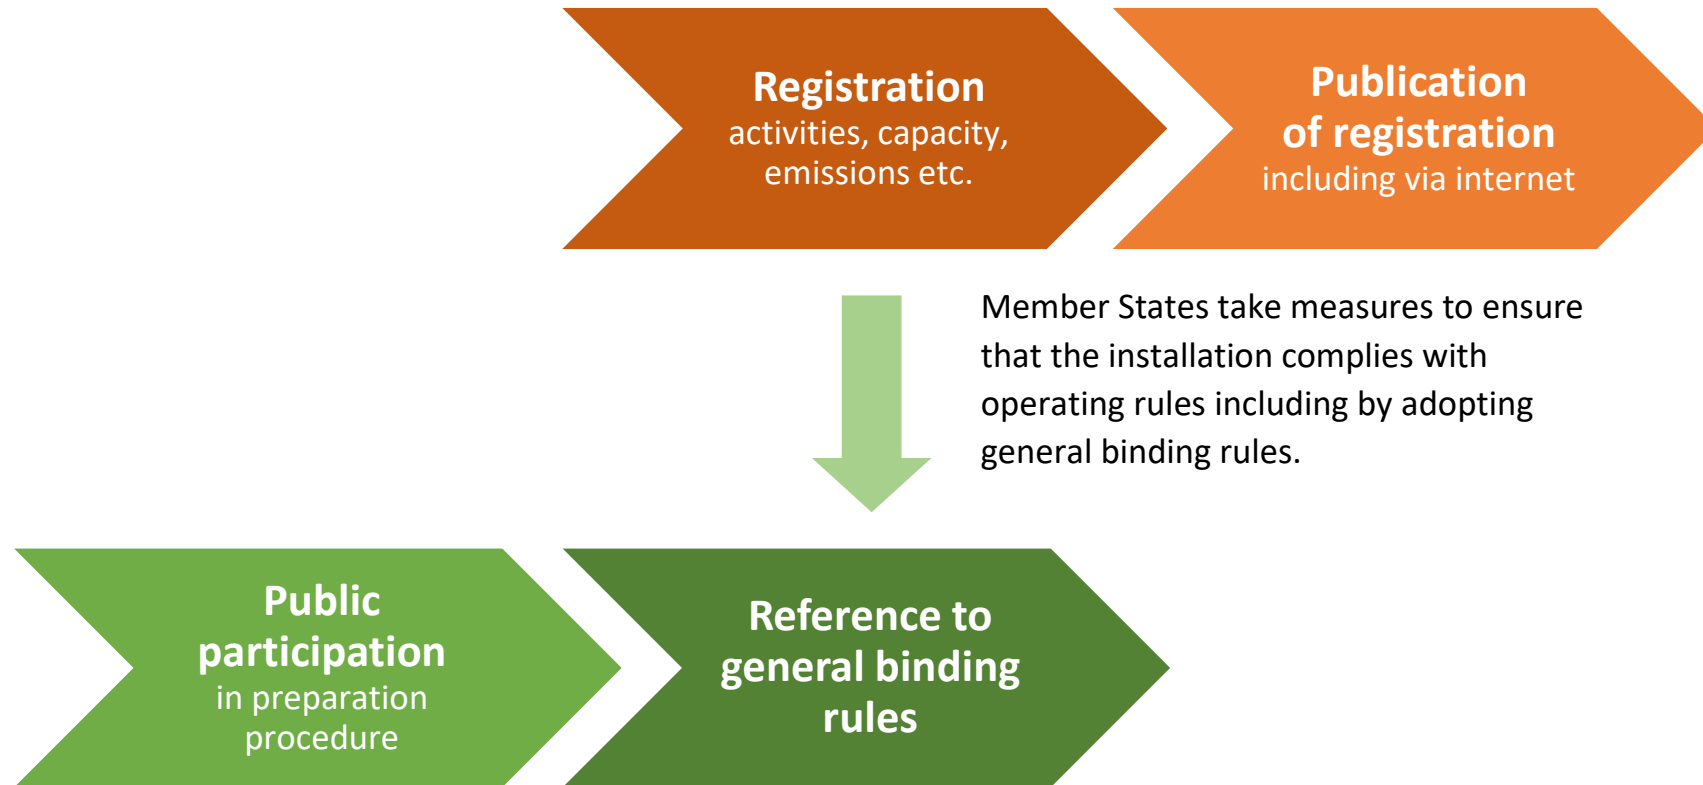 Registration
activities, capacity,
emissions etc.
Publication
of registration
including via internet
Member States take measures to ensure
that the installation complies with
operating rules including by adopting
general binding rules.
Public
participation
in preparation
procedure
Reference to
general binding
rules